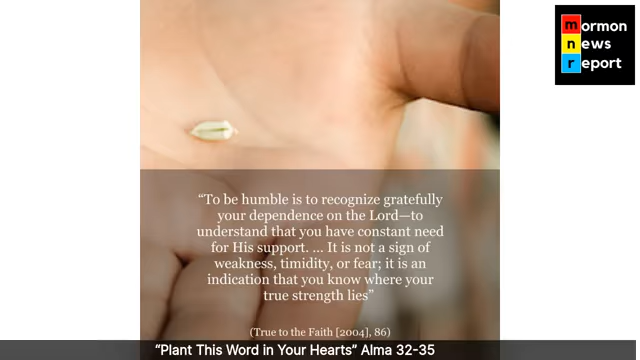 mormon
news
report
“To be humble is to recognize gratefully
your dependence on the Lord—to
understand that you have constant need
for His support. ... It is not a sign of
weakness, timidity, or fear; it is an
indication that you know where your
true strength lies”
(True to the Faith [2004], 86)
“Plant This Word in Your Hearts” Alma 32-35